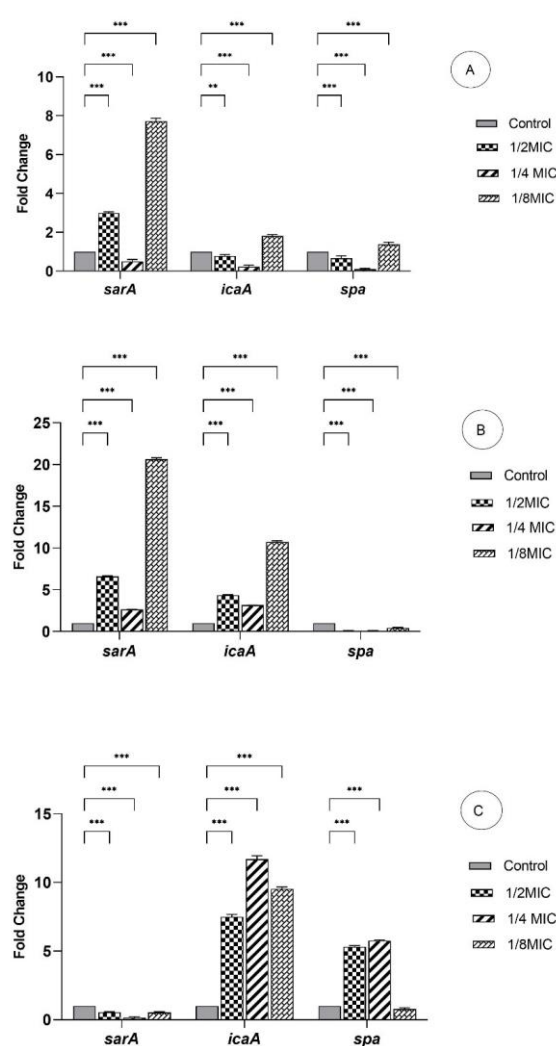 ***
***
***
***
***
***
**
***
***
A
Control
1/2MIC
1/4 MIC
1/8MIC
Fold Change
10
8
6
4
2
0
sarA icaA spa
***
***
***
***
***
***
***
***
***
B
Control
1/2MIC
1/4 MIC
1/8MIC
Fold Change
25
20
15
10
5
0
sarA icaA spa
***
***
***
***
***
***
***
***
C
Control
1/2MIC
1/4 MIC
1/8MIC
Fold Change
15
10
5
0
sarA icaA spa